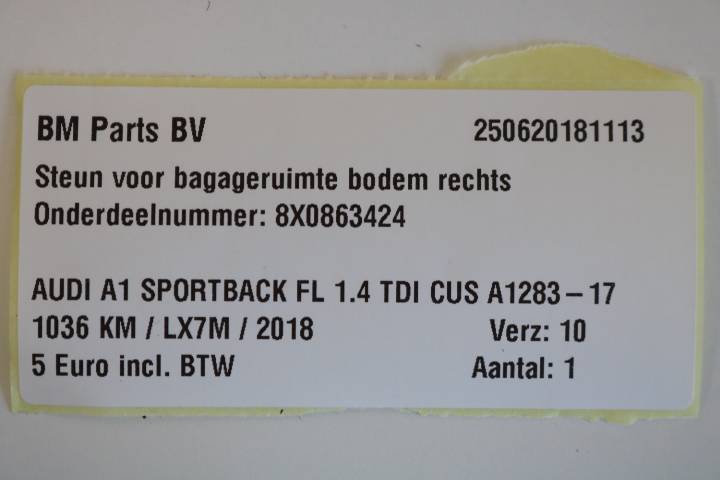 BM Parts BV 250620181113
Steun voor bagageruimte bodem rechts
Onderdeelnummer: 8X0863424
AUDI A1 SPORTBACK FL 1.4 TDI CUS A1283-17
1036 KM / LX7M / 2018 Verz: 10
5 Euro incl. BTW Aantal: 1